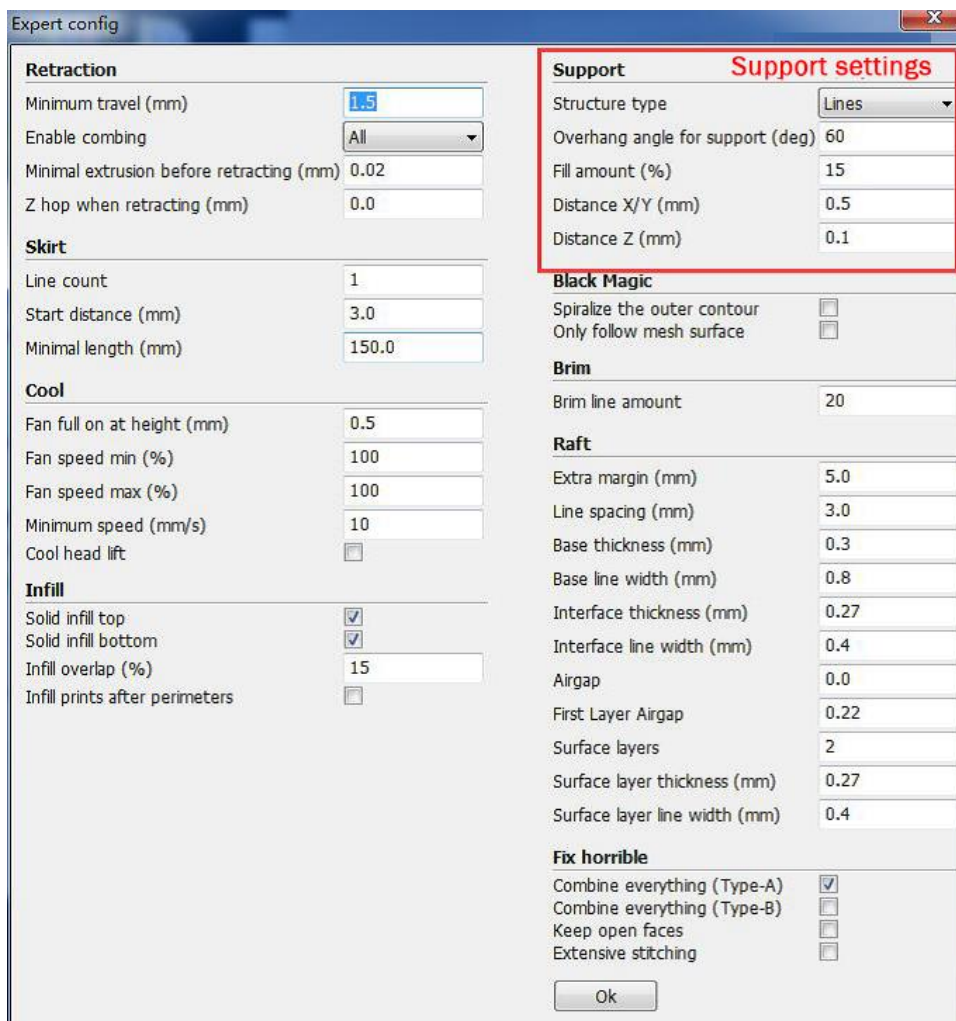 Expert config
X
Retraction
Minimum travel (mm) 1.5
Enable combing All
Minimal extrusion before retracting (mm) 0.02
Z hop when retracting (mm) 0.0
Skirt
Line count 1
Start distance (mm) 3.0
Minimal length (mm) 150.0
Cool
Fan full on at height (mm) 0.5
Fan speed min (%) 100
Fan speed max (%) 100
Minimum speed (mm/s) 10
Cool head lift
Infill
Solid infill top
Solid infill bottom
Infill overlap (%) 15
Infill prints after perimeters
Support Support settings
Structure type Lines
Overhang angle for support (deg) 60
Fill amount (%) 15
Distance X/Y (mm) 0.5
Distance Z (mm) 0.1
Black Magic
Spiralize the outer contour
Only follow mesh surface
Brim
Brim line amount 20
Raft
Extra margin (mm) 5.0
Line spacing (mm) 3.0
Base thickness (mm) 0.3
Base line width (mm) 0.8
Interface thickness (mm) 0.27
Interface line width (mm) 0.4
Airgap 0.0
First Layer Airgap 0.22
Surface layers 2
Surface layer thickness (mm) 0.27
Surface layer line width (mm) 0.4
Fix horrible
Combine everything (Type-A)
Combine everything (Type-B)
Keep open faces
Extensive stitching
Ok